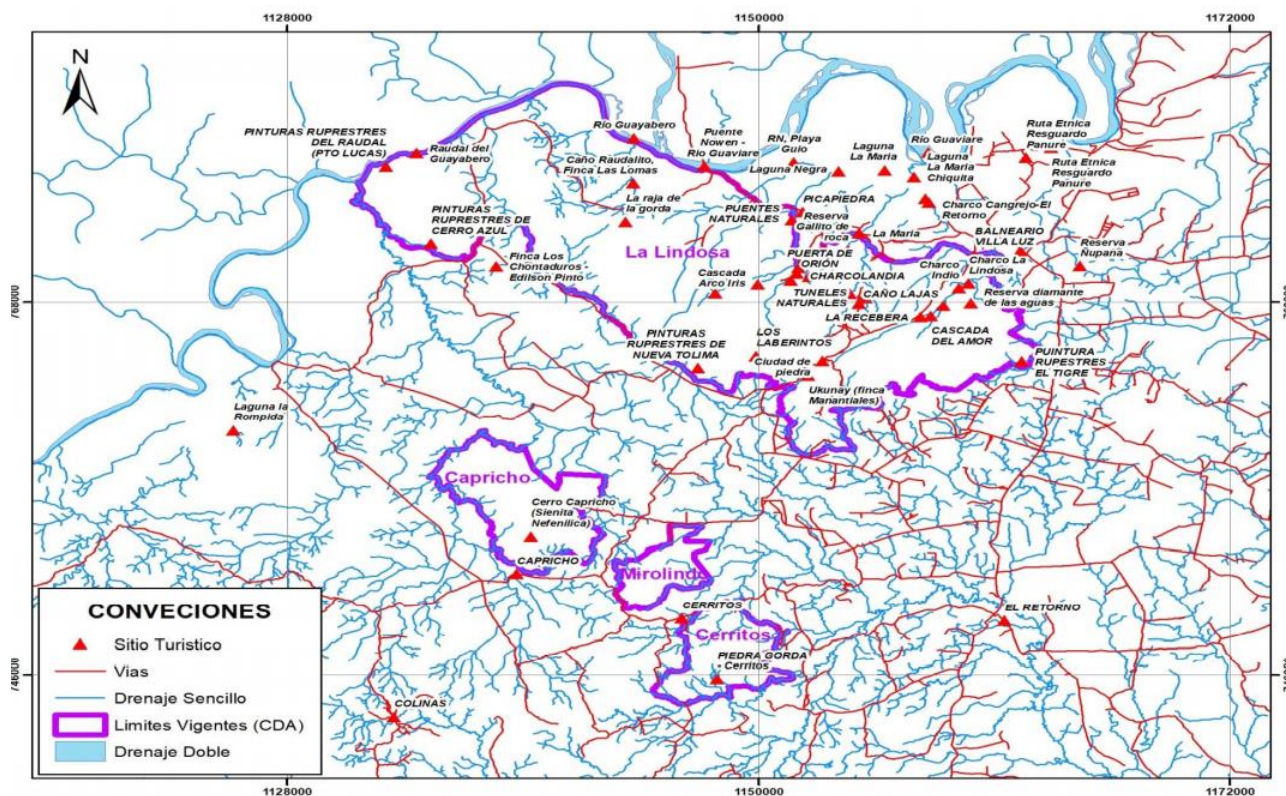 1128000
1150000
1172000
N
PINTURAS RUPRESTRES
DEL RAUDAL
(PTO LUCAS)
Raudal del
Guayabero
Río Guayabero
Caño Raudalito,
Finca Las Lomas
La raja de
la gorda
Puente
Nowen -
Rio Guaviare
RN, Playa
Guio
Laguna Negra
Laguna
La Maria
Río Guaviare
Laguna
La Maria
Chiquita
Ruta Etnica
Resguardo
Panure
Ruta Etnica
Resguardo
Panure
Charco Cangrejo-El
Retorno
PINTURAS
RUPRESTRES DE
CERRO AZUL
PUENTES
NATURALES
PICAPIEDRA
Reserva
Gallito de
roca
La Maria
BALNEARIO
VILLA LUZ
Reserva
Ñupana
La Lindosa
Finca Los
Chontaduros -
Edilson Pinto
Cascada
Arco Iris
PUERTA DE
ORIÓN
CHARCOLANDIA
Charco
Indio
Charco La
Lindosa
TUNELES
NATURALES
CAÑO LAJAS
Reserva diamante
de las aguas
768000
LA RECEBERA
CASCADA
DEL AMOR
PINTURAS
RUPRESTRES
DE NUEVA TOLIMA
LOS
LABERINTOS
Ciudad de
piedra
Ukunay (finca
Manantiales)
PUINTURA
RUPESTRES
EL TIGRE
Laguna la
Rompida
Capricho
Cerro Capricho
(Sienita
Nefenilica)
CAPRICHO
Mirolindo
CERRITOS
Cerritos
PIEDRA GORDA
- Cerritos
EL RETORNO
COLINAS
746000
CONVECIONES
Sitio Turistico
Vias
Drenaje Sencillo
Limites Vigentes (CDA)
Drenaje Doble
1128000
1150000
1172000